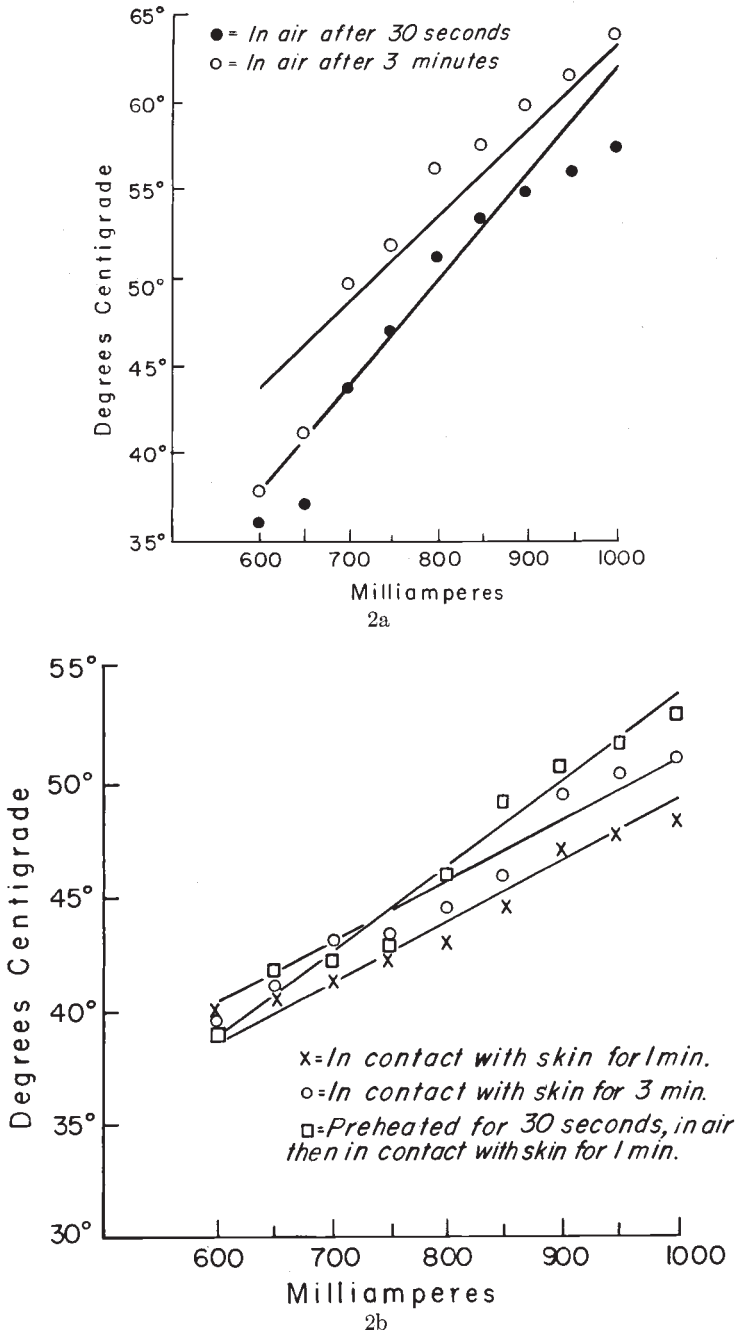 65°
● = In air after 30 seconds
○ = In air after 3 minutes
60°
55°
50°
45°
40°
35°
Degrees Centigrade
600 700 800 900 1000
Milliamperes
2a
55°
50°
45°
40°
35°
30°
Degrees Centigrade
x = In contact with skin for 1 min.
○ = In contact with skin for 3 min.
□ = Preheated for 30 seconds, in air
then in contact with skin for 1 min.
600 700 800 900 1000
Milliamperes
2b